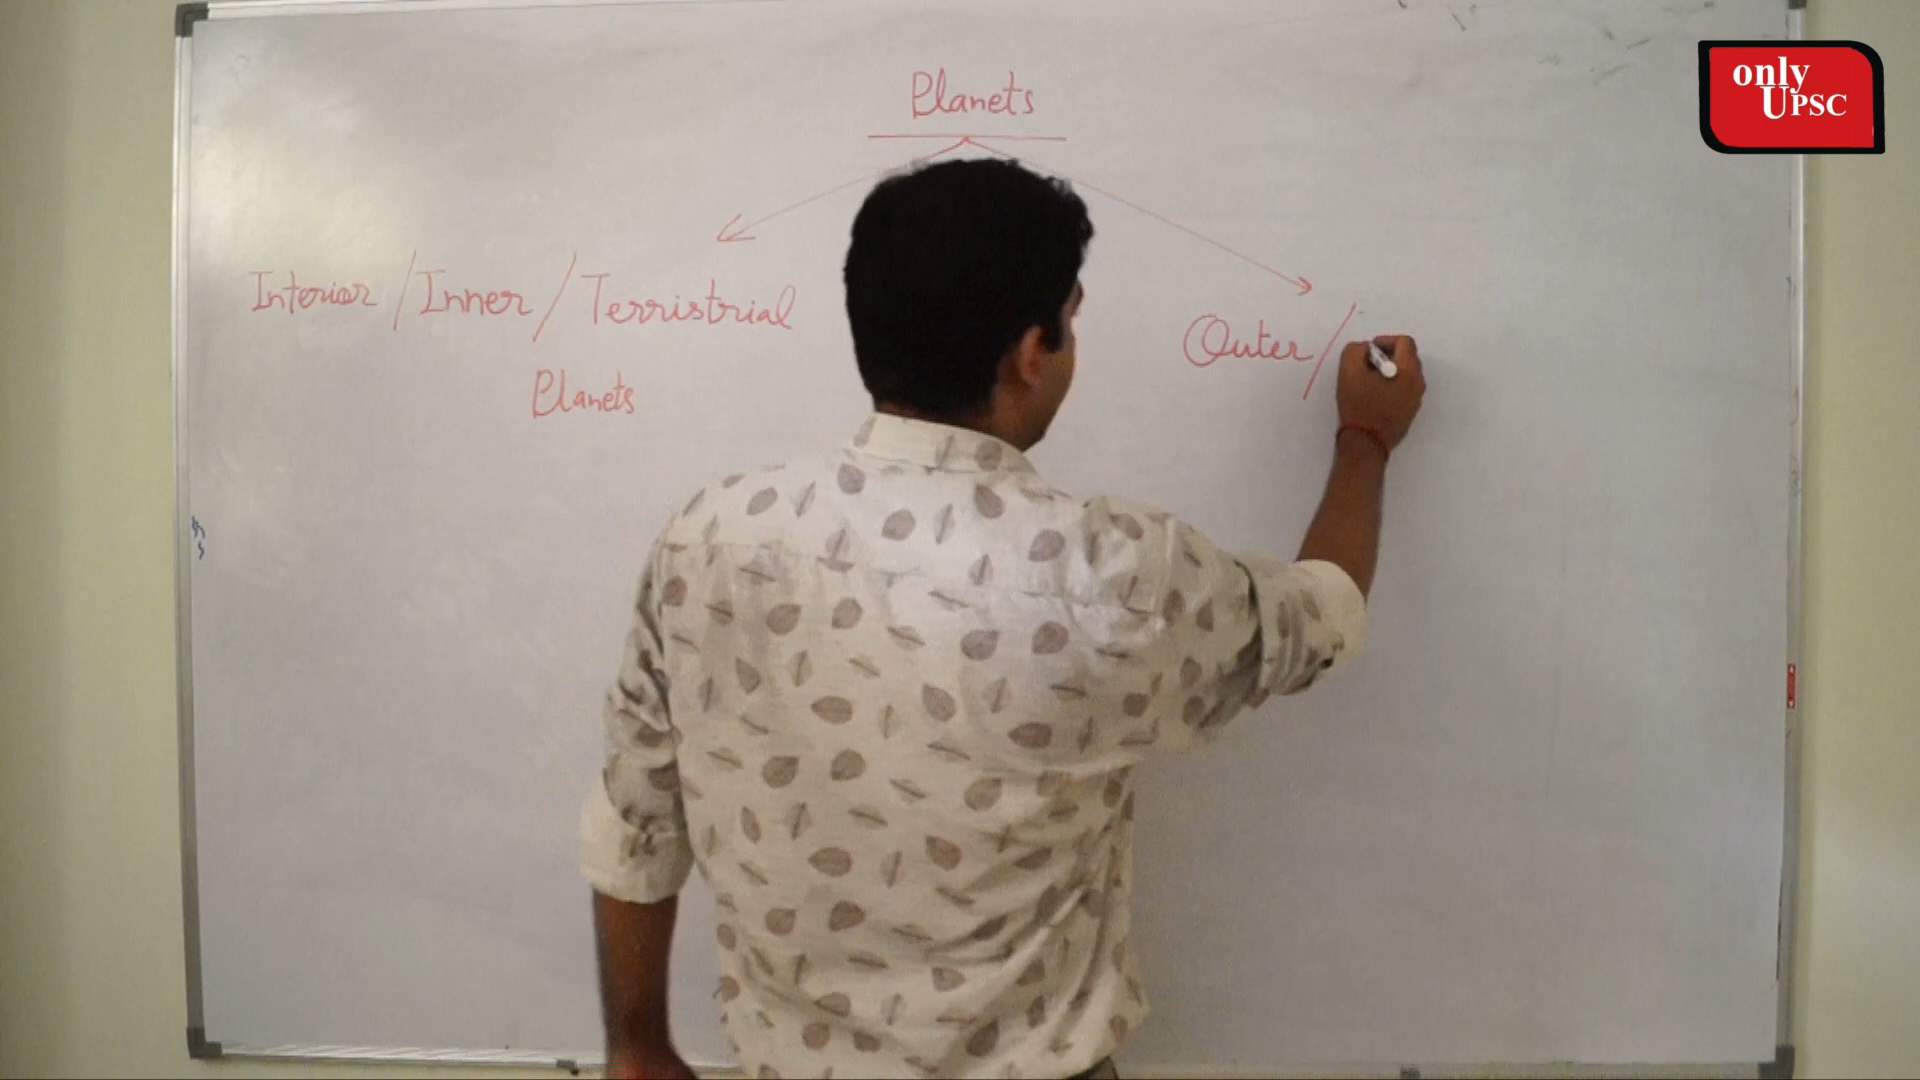 Planets
Interior / Inner / Terristrial
Planets
Outer /
only
UPSC